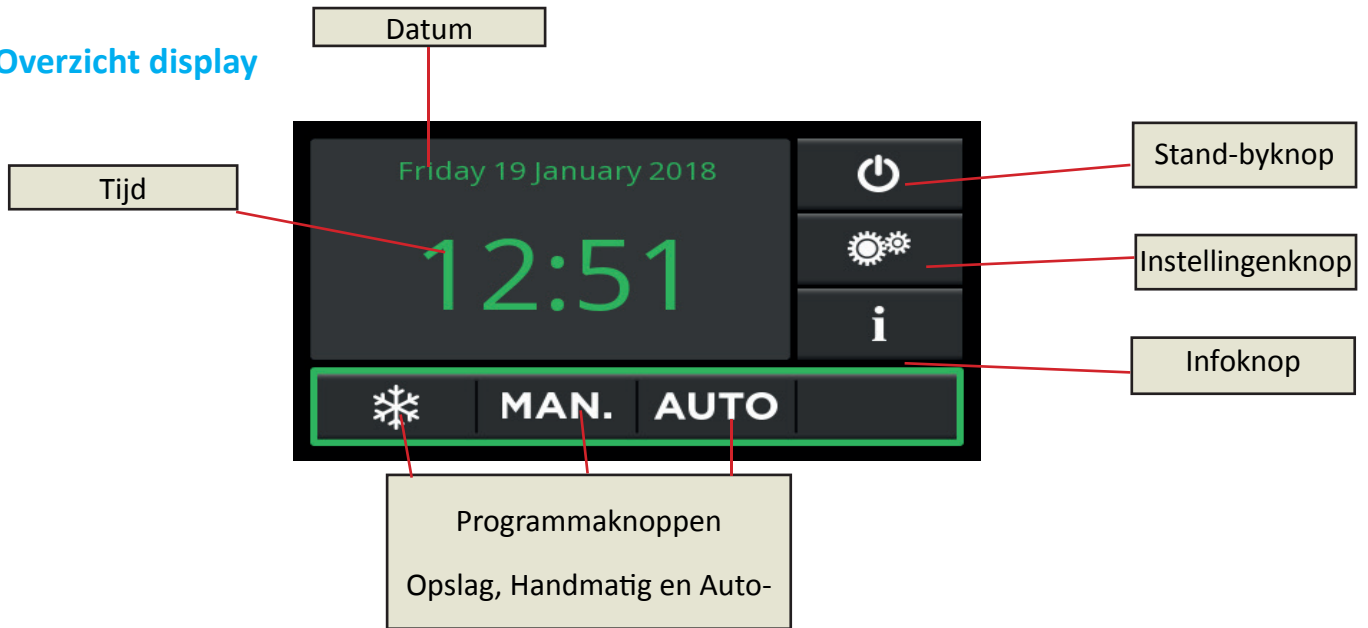 Datum
Overzicht display
Stand-byknop
Friday 19 January 2018
Tijd
12:51
Instellingenknop
i
Infoknop
MAN. AUTO
Programmaknoppen
Opslag, Handmatig en Auto-